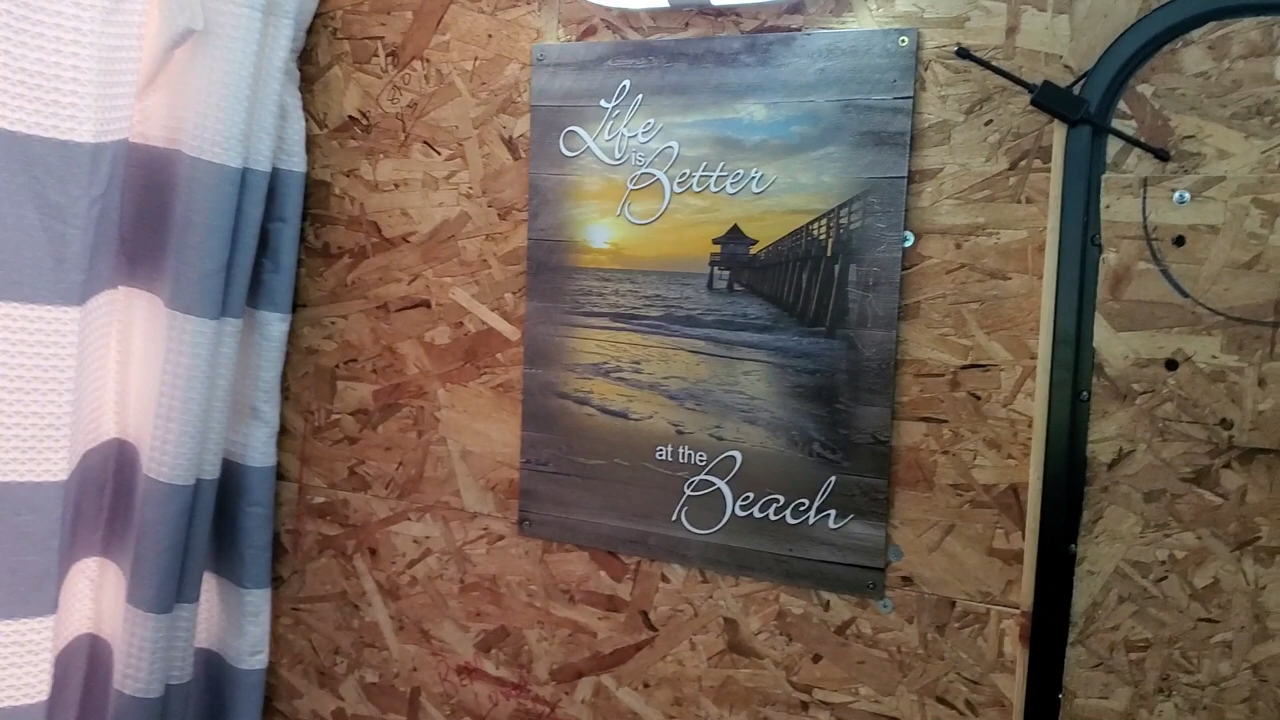 Life
is
Better
at the
Beach